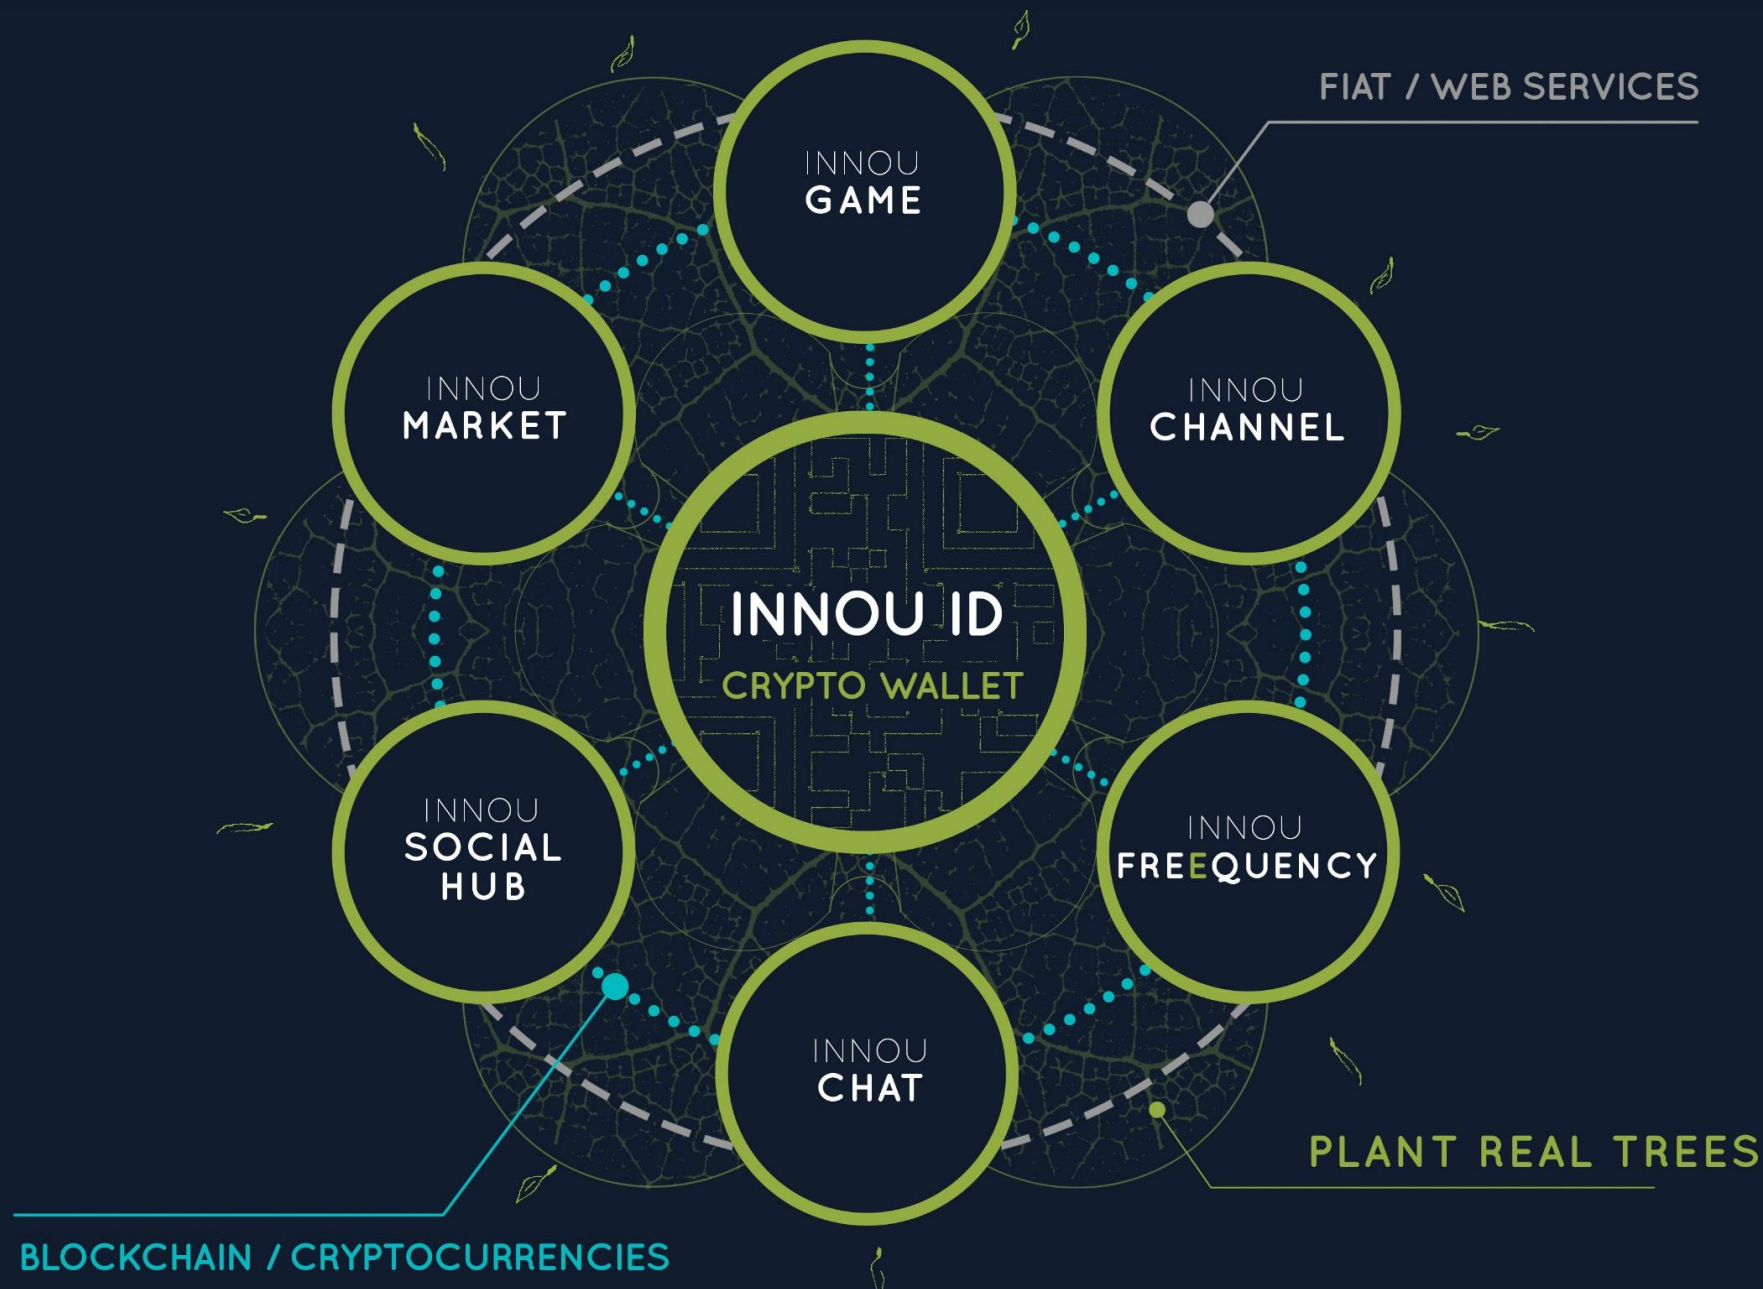 FIAT / WEB SERVICES
INNOU
GAME
INNOU
MARKET
INNOU
CHANNEL
INNOU ID
CRYPTO WALLET
INNOU
SOCIAL
HUB
INNOU
FREEQUENCY
INNOU
CHAT
PLANT REAL TREES
BLOCKCHAIN / CRYPTOCURRENCIES